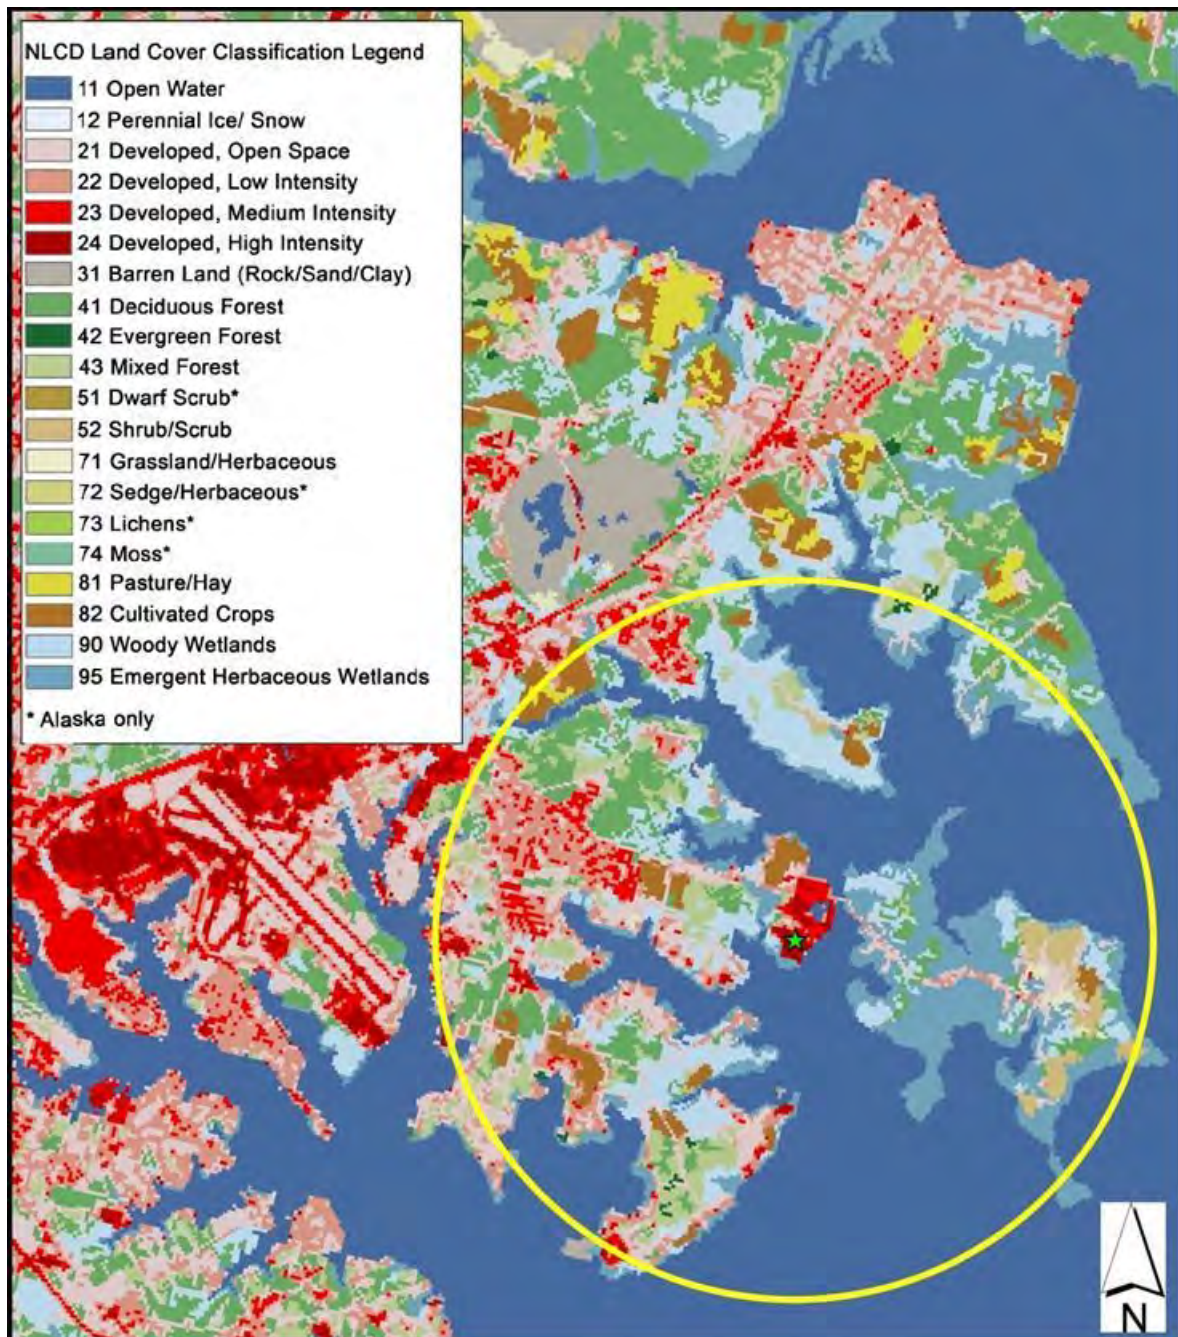 NLCD Land Cover Classification Legend
11 Open Water
12 Perennial Ice/ Snow
21 Developed, Open Space
22 Developed, Low Intensity
23 Developed, Medium Intensity
24 Developed, High Intensity
31 Barren Land (Rock/Sand/Clay)
41 Deciduous Forest
42 Evergreen Forest
43 Mixed Forest
51 Dwarf Scrub*
52 Shrub/Scrub
71 Grassland/Herbaceous
72 Sedge/Herbaceous*
73 Lichens*
74 Moss*
81 Pasture/Hay
82 Cultivated Crops
90 Woody Wetlands
95 Emergent Herbaceous Wetlands
* Alaska only
N